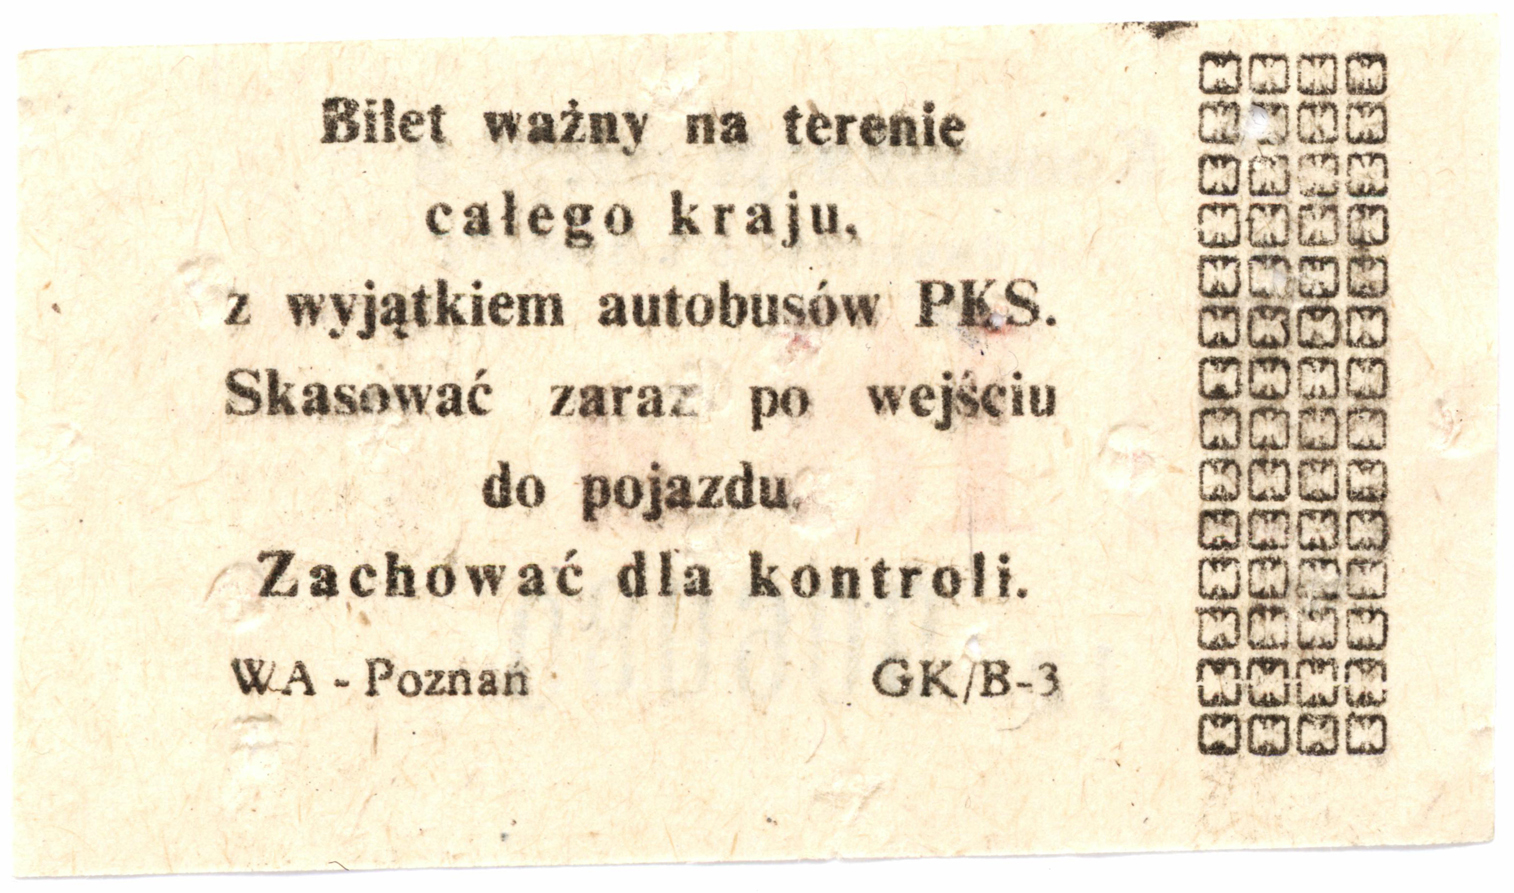 Bilet ważny na terenie
całego kraju,
z wyjątkiem autobusów PKS.
Skasować zaraz po wejściu
do pojazdu.
Zachować dla kontroli.
WA - Poznań GK/B-3